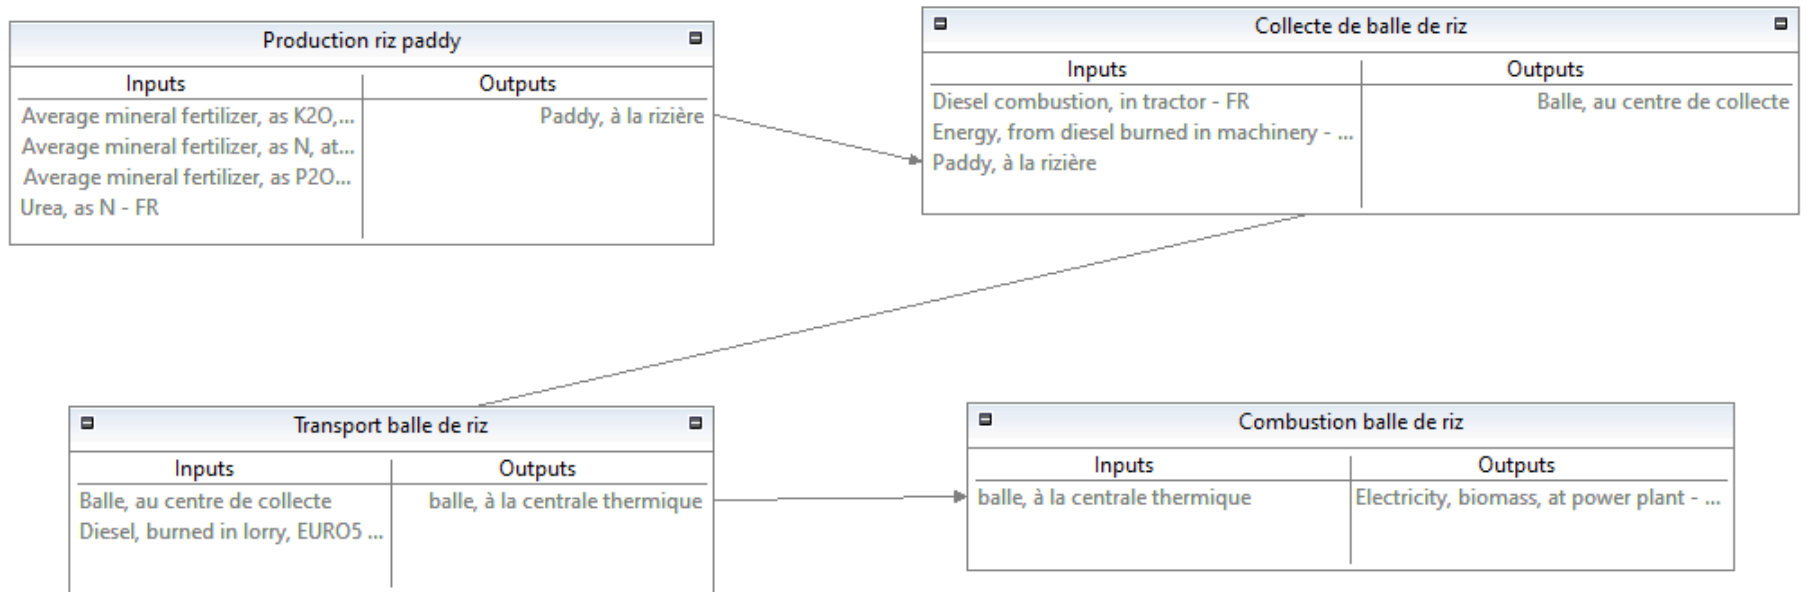 Production riz paddy
Inputs Outputs
Average mineral fertilizer, as K2O,... Paddy, à la rizière
Average mineral fertilizer, as N, at...
Average mineral fertilizer, as P2O...
Urea, as N - FR
Collecte de balle de riz
Inputs Outputs
Diesel combustion, in tractor - FR Balle, au centre de collecte
Energy, from diesel burned in machinery - ...
Paddy, à la rizière
Transport balle de riz
Inputs Outputs
Balle, au centre de collecte balle, à la centrale thermique
Diesel, burned in lorry, EURO5 ...
Combustion balle de riz
Inputs Outputs
balle, à la centrale thermique Electricity, biomass, at power plant - ...